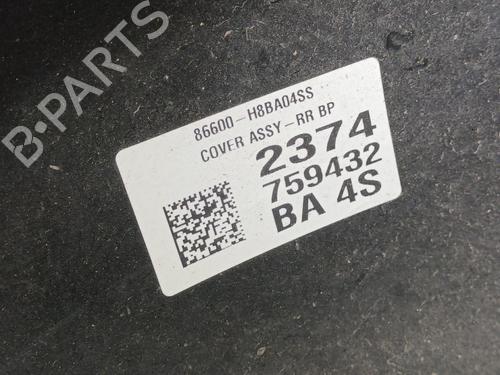 B-PARTS
86600-H8BA04SS
COVER ASSY-RR BP
2374
759432
BA 4S